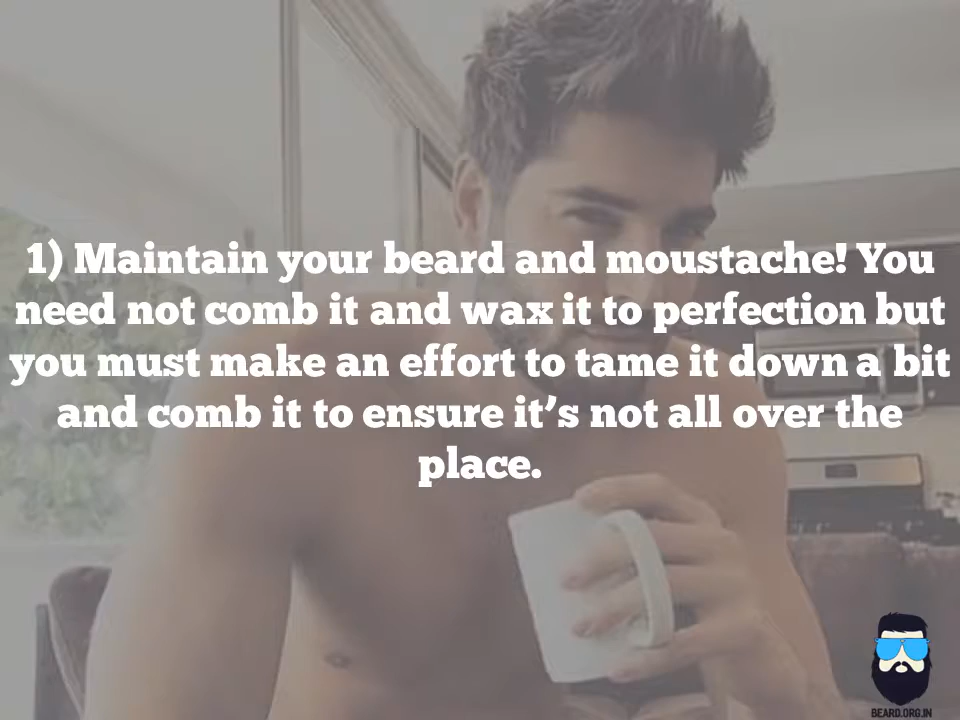 1) Maintain your beard and moustache! You
need not comb it and wax it to perfection but
you must make an effort to tame it down a bit
and comb it to ensure it’s not all over the
place.
BEARD.ORG.IN